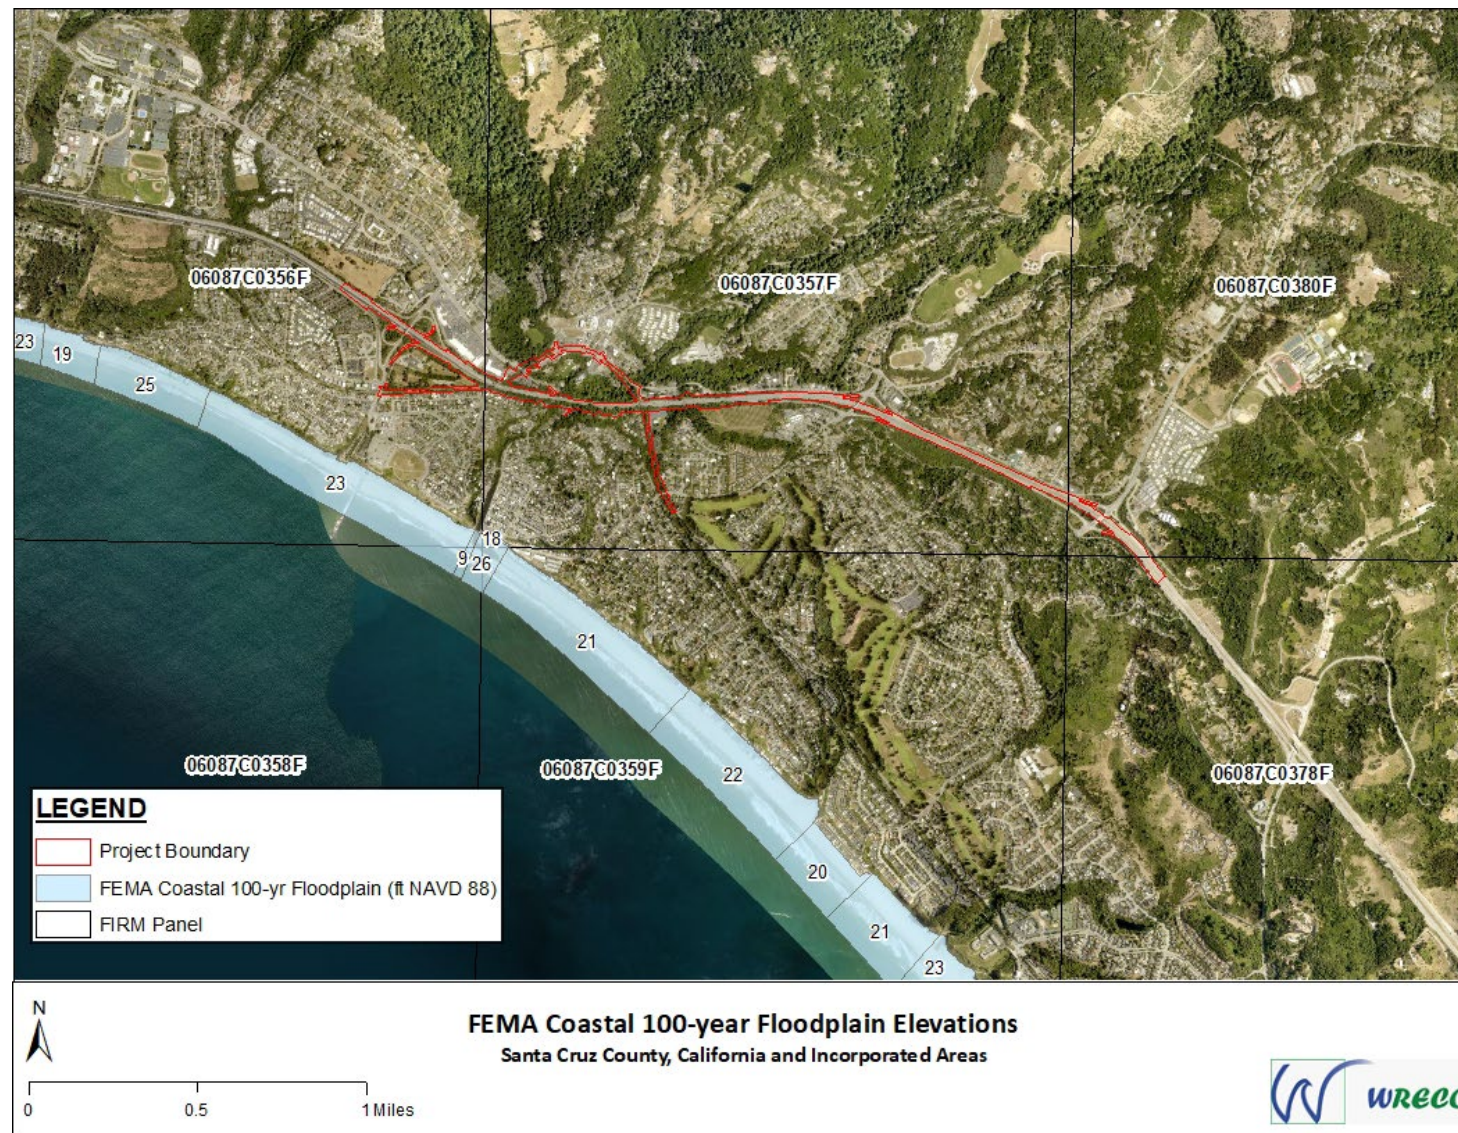 06087C0356F
06087C0357F
06087C0380F
23
19
25
23
18
9
26
21
06087C0358F
06087C0359F
06087C0378F
22
20
21
23
LEGEND
Project Boundary
FEMA Coastal 100-yr Floodplain (ft NAVD 88)
FIRM Panel
N
0
0.5
1 Miles
FEMA Coastal 100-year Floodplain Elevations
Santa Cruz County, California and Incorporated Areas
W WRECO